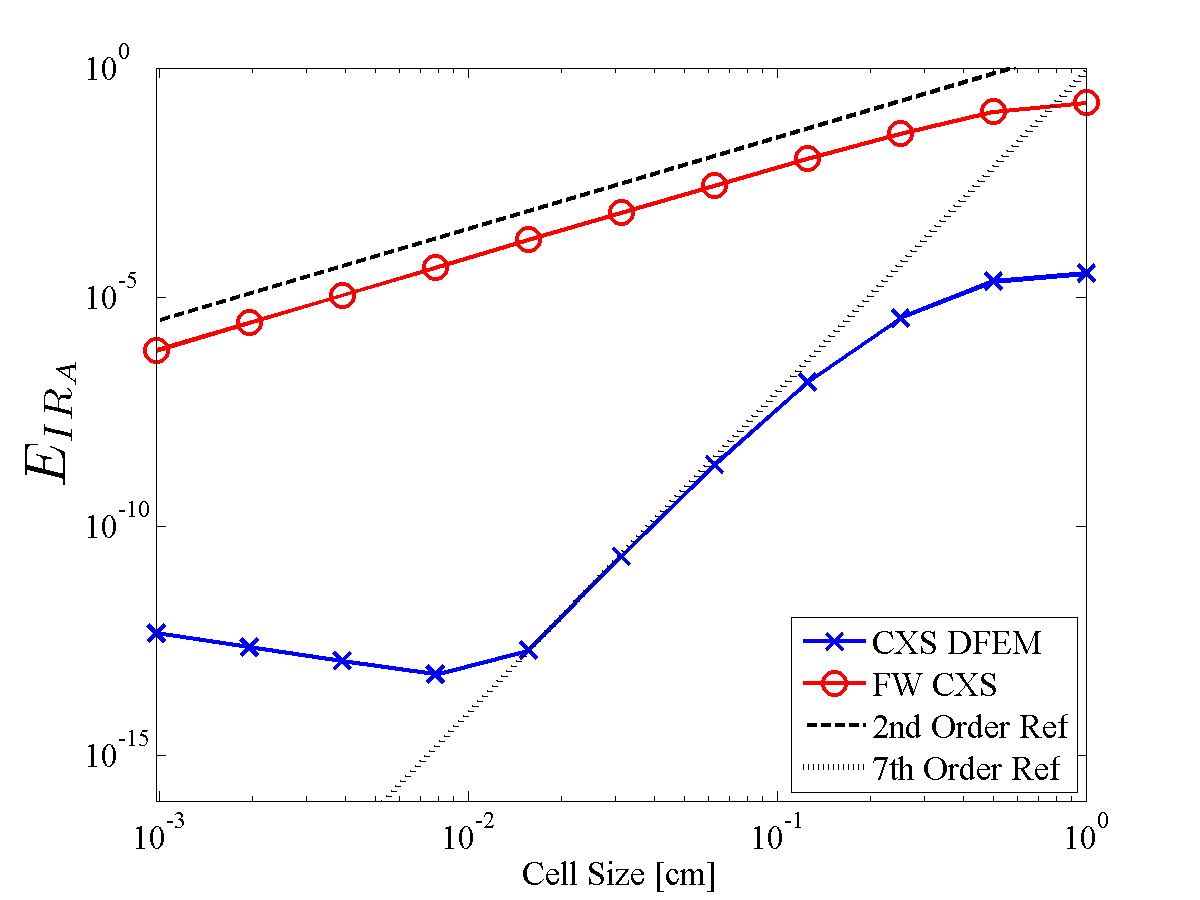 10^0
10^-5
10^-10
10^-15
E_{IR_A}
10^-3 10^-2 10^-1 10^0
Cell Size [cm]
CXS DFEM
FW CXS
2nd Order Ref
7th Order Ref